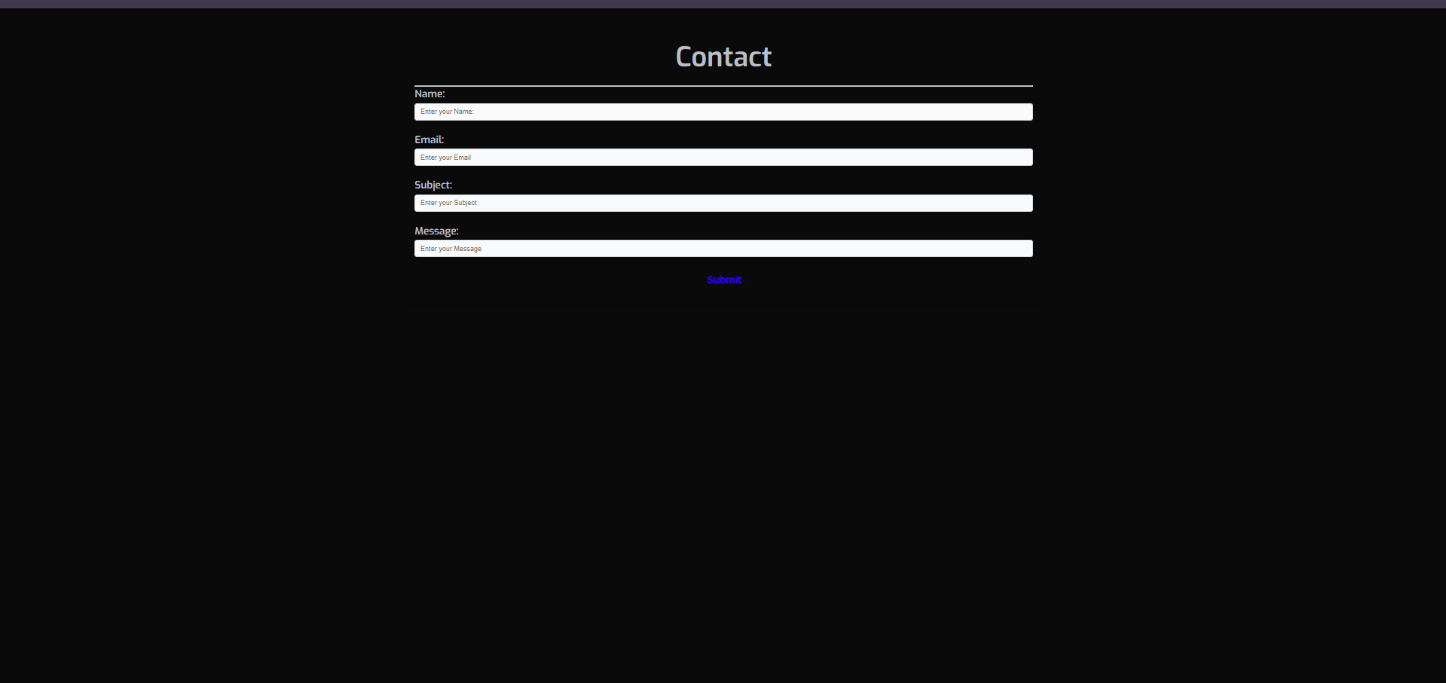 Contact
Name:
Enter your Name:
Email:
Enter your Email
Subject:
Enter your Subject
Message:
Enter your Message
Submit